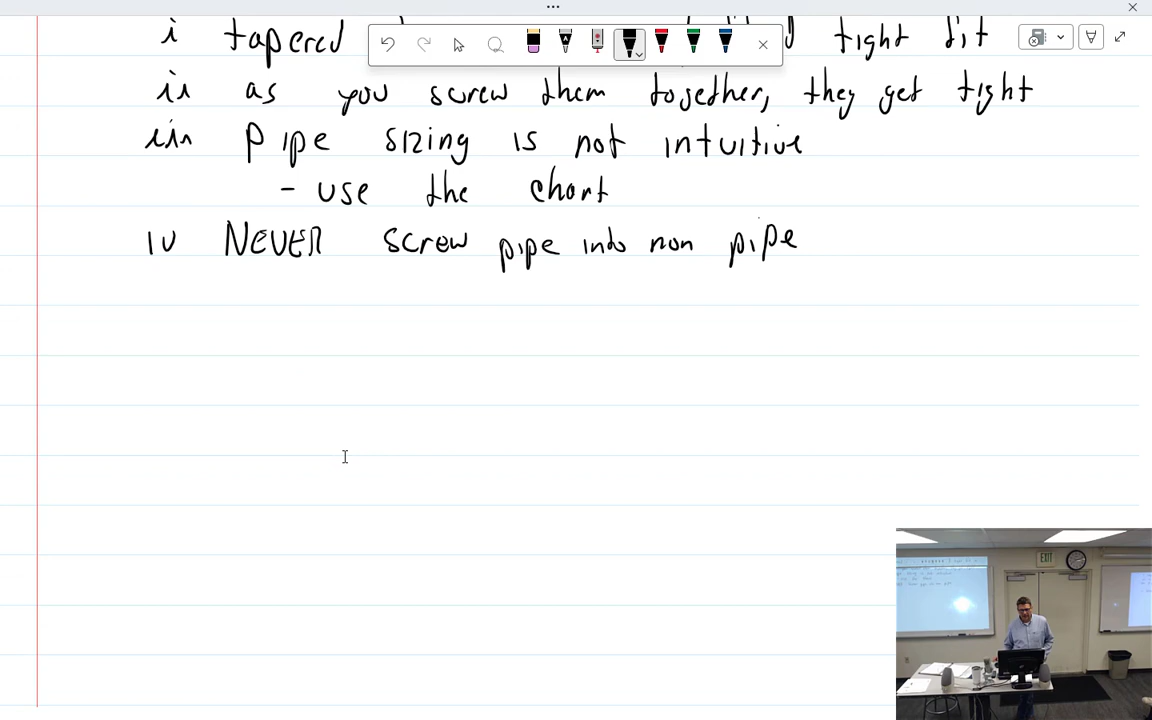 i tapered tight fit
ii as you screw them together, they get tight
iii Pipe sizing is not intuitive
- use the chart
iv NEVER screw pipe into non pipe
EXIT